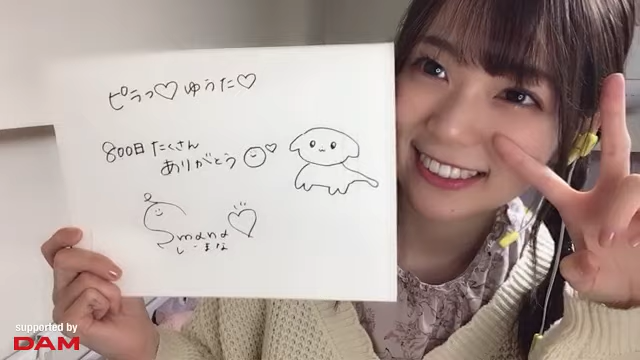 ピラっ♡ゆうた♡
800日たくさん
ありがとう
Smana♡
しーまな
supported by
DAM